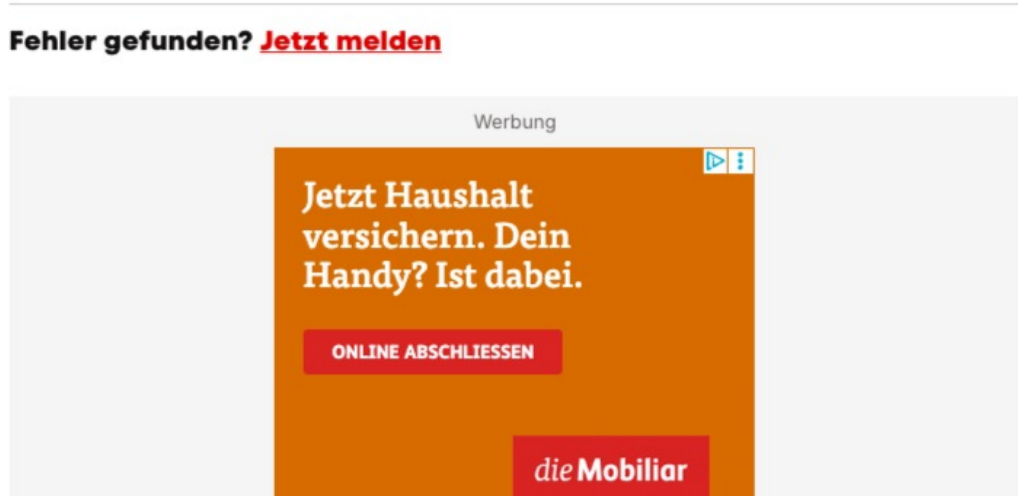 Fehler gefunden? Jetzt melden
Werbung
Jetzt Haushalt
versichern. Dein
Handy? Ist dabei.
ONLINE ABSCHLIESSEN
die Mobiliar